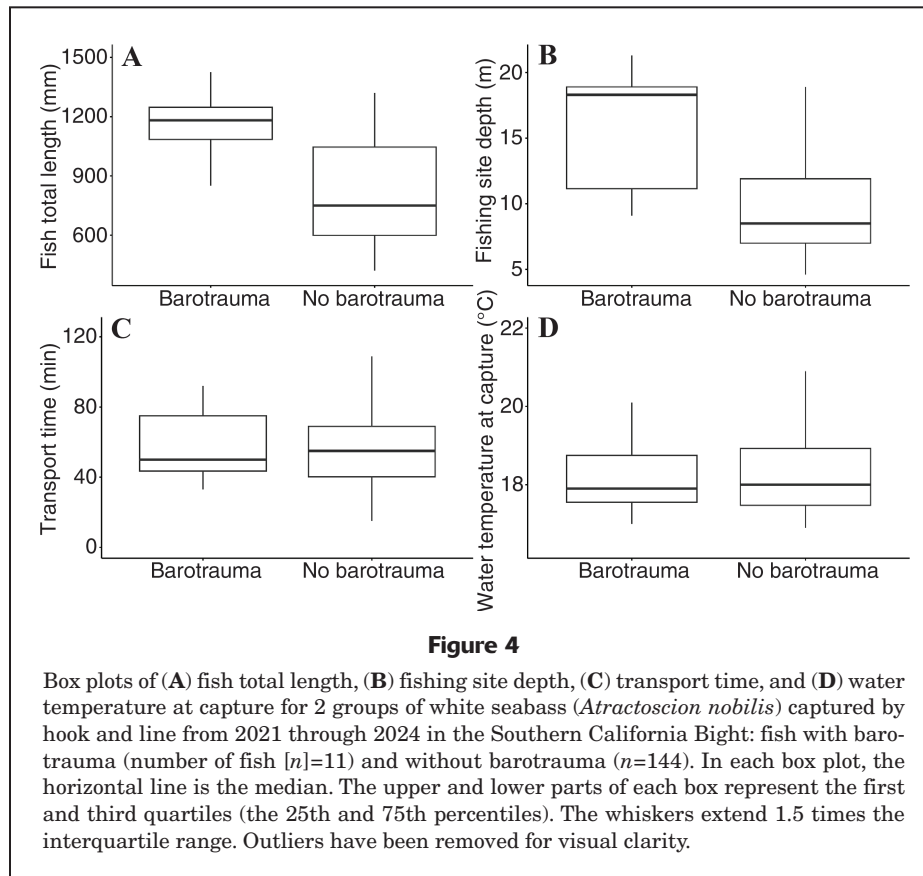 A
Fish total length (mm)
1500
1200
900
600
Barotrauma No barotrauma
B
Fishing site depth (m)
20
15
10
5
Barotrauma No barotrauma
C
Transport time (min)
120
80
40
0
Barotrauma No barotrauma
D
Water temperature at capture (°C)
22
20
18
Barotrauma No barotrauma
Figure 4
Box plots of (A) fish total length, (B) fishing site depth, (C) transport time, and (D) water
temperature at capture for 2 groups of white seabass (Atractoscion nobilis) captured by
hook and line from 2021 through 2024 in the Southern California Bight: fish with baro-
trauma (number of fish [n]=11) and without barotrauma (n=144). In each box plot, the
horizontal line is the median. The upper and lower parts of each box represent the first
and third quartiles (the 25th and 75th percentiles). The whiskers extend 1.5 times the
interquartile range. Outliers have been removed for visual clarity.